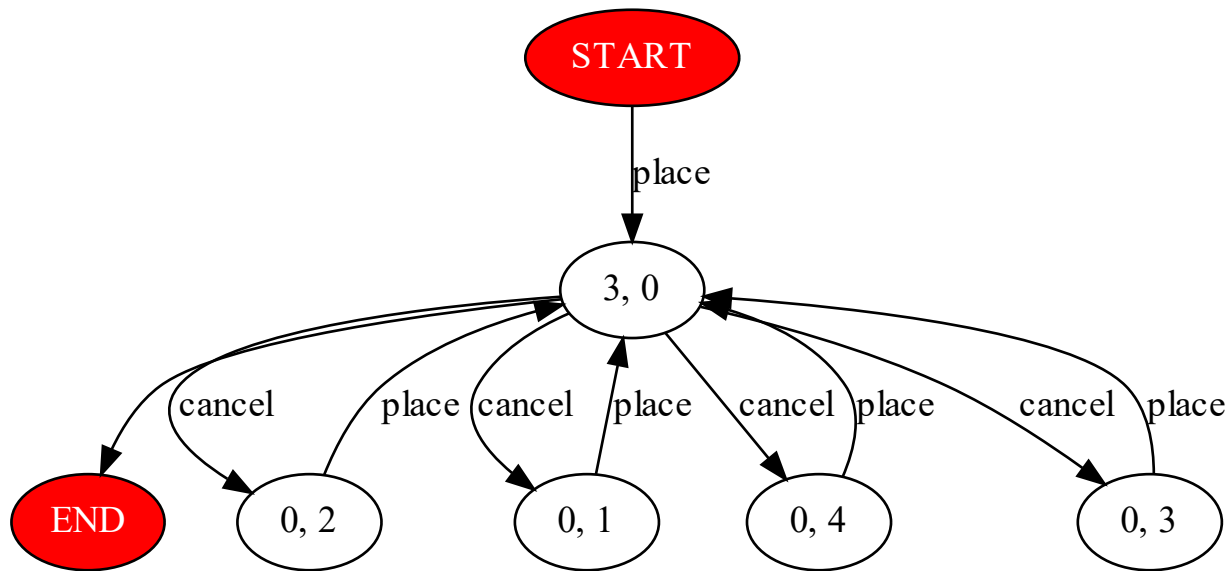 START
place
3, 0
cancel
place
cancel
place
cancel
place
cancel
place
END
0, 2
0, 1
0, 4
0, 3